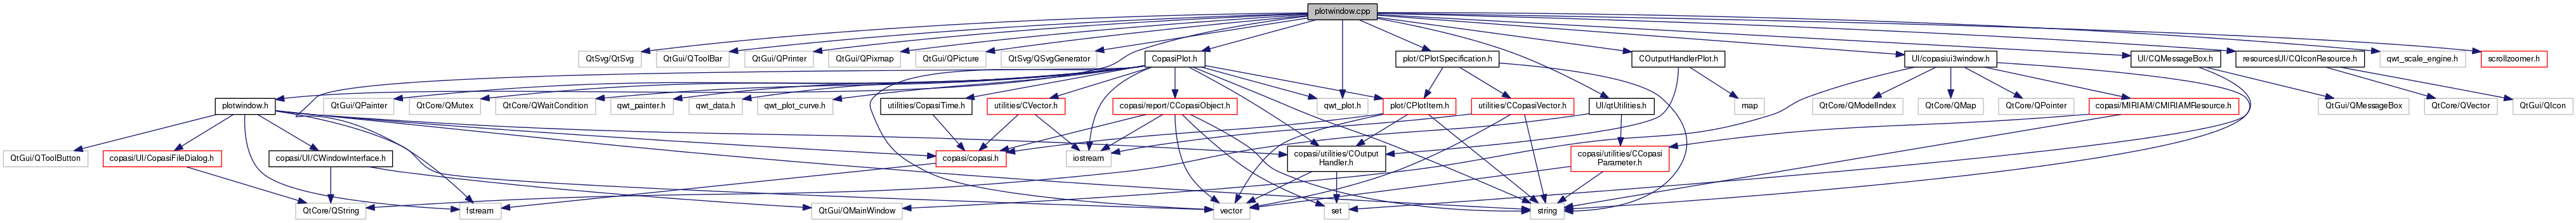 plotwindow.cpp
QtSvg/QtSvg
QtGui/QToolBar
QtGui/QPrinter
QtGui/QPixmap
QtGui/QPicture
QtSvg/QSvgGenerator
CopasiPlot.h
plot/CPlotSpecification.h
COutputHandlerPlot.h
UI/copasiui3window.h
UI/CQMessageBox.h
resourcesUI/CQIconResource.h
qwt_scale_engine.h
scrollzoomer.h
plotwindow.h
QtGui/QPainter
QtCore/QMutex
QtCore/QWaitCondition
qwt_painter.h
qwt_data.h
qwt_plot_curve.h
utilities/CopasiTime.h
utilities/CVector.h
copasi/report/CCopasiObject.h
qwt_plot.h
plot/CPlotItem.h
utilities/CCopasiVector.h
UI/qtUtilities.h
map
QtCore/QModelIndex
QtCore/QMap
QtCore/QPointer
copasi/MIRIAM/CMIRIAMResource.h
QtGui/QMessageBox
QtCore/QVector
QtGui/QIcon
QtGui/QToolButton
copasi/UI/CopasiFileDialog.h
copasi/UI/CWindowInterface.h
copasi/copasi.h
iostream
copasi/utilities/COutput
Handler.h
copasi/utilities/CCopasi
Parameter.h
QtCore/QString
fstream
QtGui/QMainWindow
vector
set
string